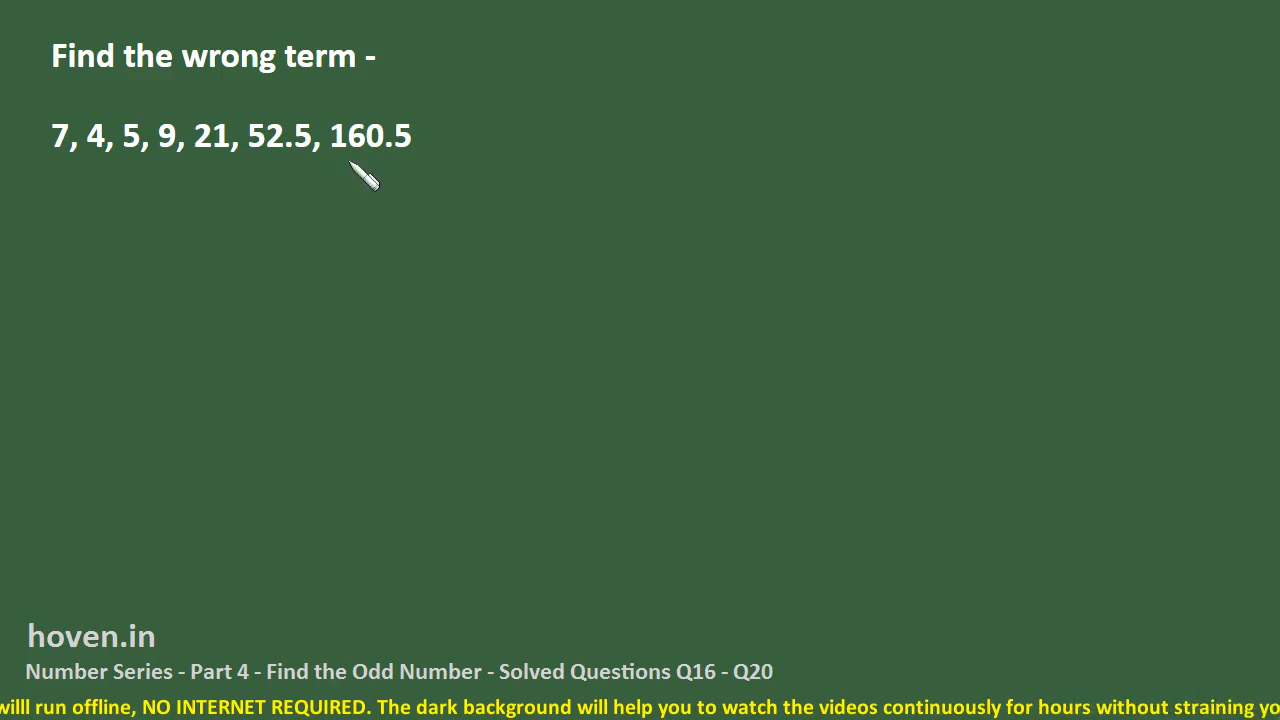 Find the wrong term -
7, 4, 5, 9, 21, 52.5, 160.5
hoven.in
Number Series - Part 4 - Find the Odd Number - Solved Questions Q16 - Q20
willl run offline, NO INTERNET REQUIRED. The dark background will help you to watch the videos continuously for hours without straining yo